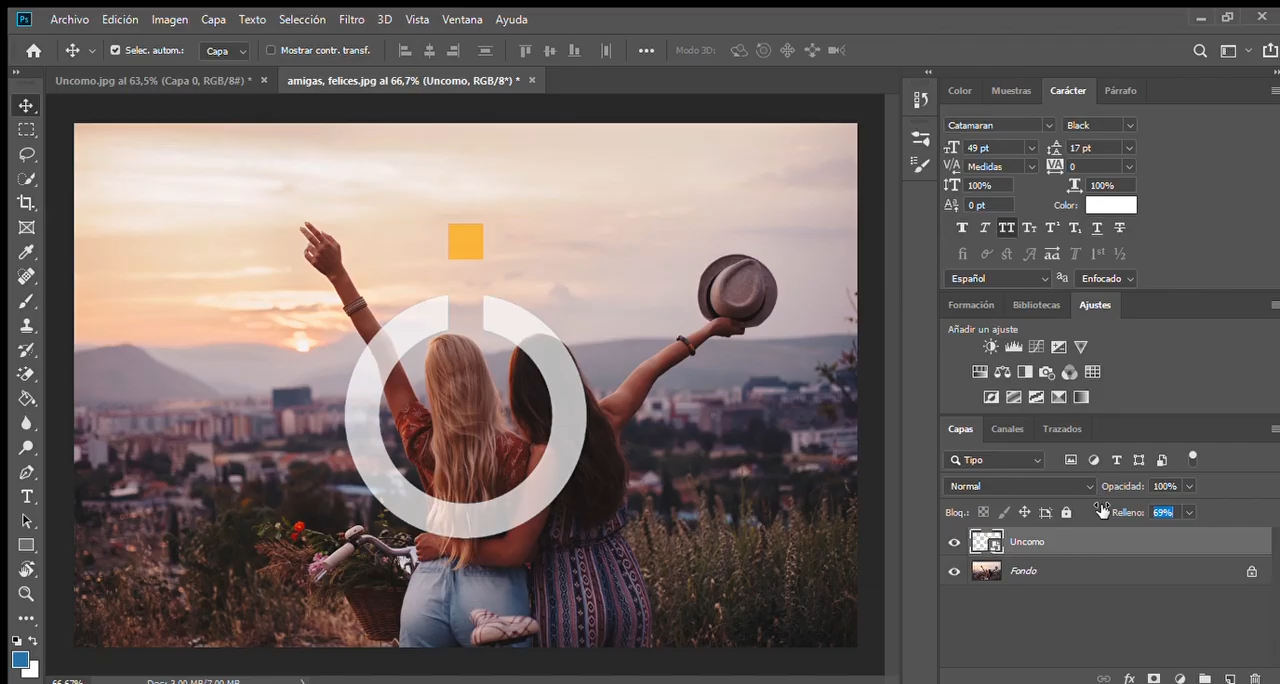 Ps Archivo Edición Imagen Capa Texto Selección Filtro 3D Vista Ventana Ayuda
Selec. autom.: Capa Mostrar contr. transf. Modo 3D:
Uncomo.jpg al 63,5% (Capa 0, RGB/8#) * amigas, felices.jpg al 66,7% (Uncomo, RGB/8*) *
Color Muestras Carácter Párrafo
Catamaran Black
49 pt 17 pt
Medidas 0
100% 100%
0 pt Color:
Español Enfocado
Formación Bibliotecas Ajustes
Añadir un ajuste
Capas Canales Trazados
Tipo
Normal Opacidad: 100%
Bloq.: Relleno: 69%
Uncomo
Fondo
66,67% Doc: 3,00 MB/7,00 MB